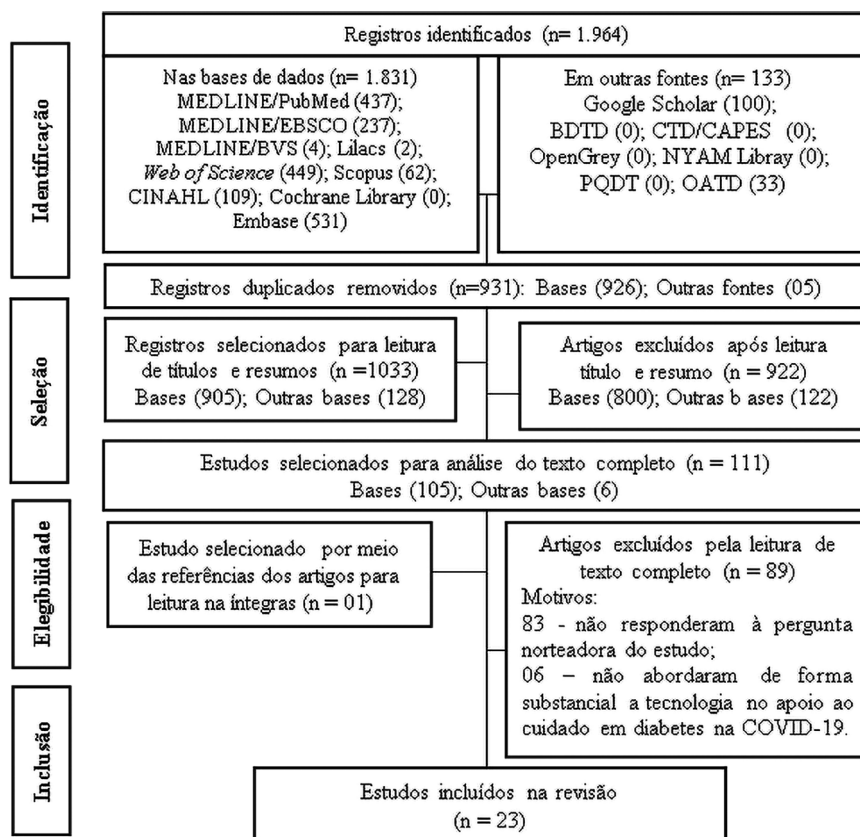 Identificação
Registros identificados (n= 1.964)
Nas bases de dados (n= 1.831)
MEDLINE/PubMed (437);
MEDLINE/EBSCO (237);
MEDLINE/BVS (4); Lilacs (2);
Web of Science (449); Scopus (62);
CINAHL (109); Cochrane Library (0);
Embase (531)
Em outras fontes (n= 133)
Google Scholar (100);
BDTD (0); CTD/CAPES (0);
OpenGrey (0); NYAM Libray (0);
PQDT (0); OATD (33)
Registros duplicados removidos (n=931): Bases (926); Outras fontes (05)
Seleção
Registros selecionados para leitura
de títulos e resumos (n =1033)
Bases (905); Outras bases (128)
Artigos excluídos após leitura
título e resumo (n = 922)
Bases (800); Outras b ases (122)
Estudos selecionados para análise do texto completo (n = 111)
Bases (105); Outras bases (6)
Elegibilidade
Estudo selecionado por meio
das referências dos artigos para
leitura na íntegras (n = 01)
Artigos excluídos pela leitura de
texto completo (n = 89)
Motivos:
83 - não responderam à pergunta
norteadora do estudo;
06 – não abordaram de forma
substancial a tecnologia no apoio ao
cuidado em diabetes na COVID-19.
Inclusão
Estudos incluídos na revisão
(n = 23)